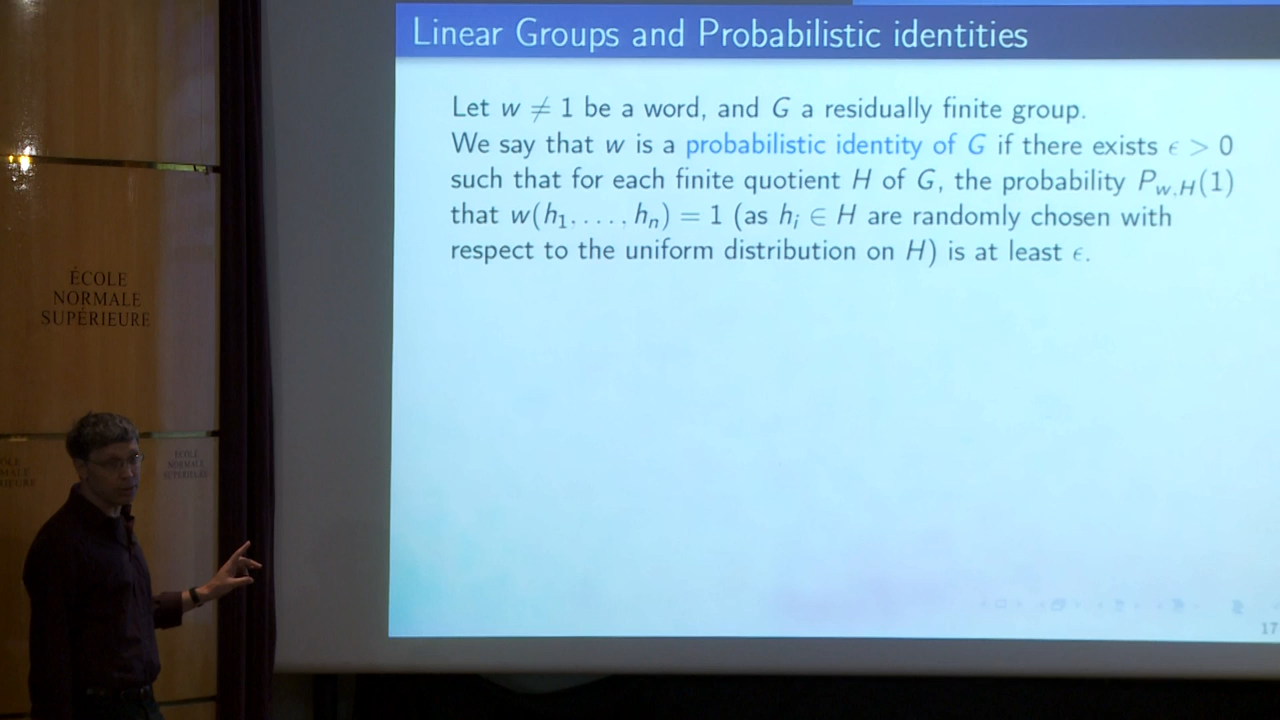 Linear Groups and Probabilistic identities
Let w ≠ 1 be a word, and G a residually finite group.
We say that w is a probabilistic identity of G if there exists ϵ > 0
such that for each finite quotient H of G, the probability P_{w,H}(1)
that w(h_1, . . . , h_n) = 1 (as h_i ∈ H are randomly chosen with
respect to the uniform distribution on H) is at least ϵ.
17
ÉCOLE
NORMALE
SUPÉRIEURE
ÉCOLE
NORMALE
SUPÉRIEURE